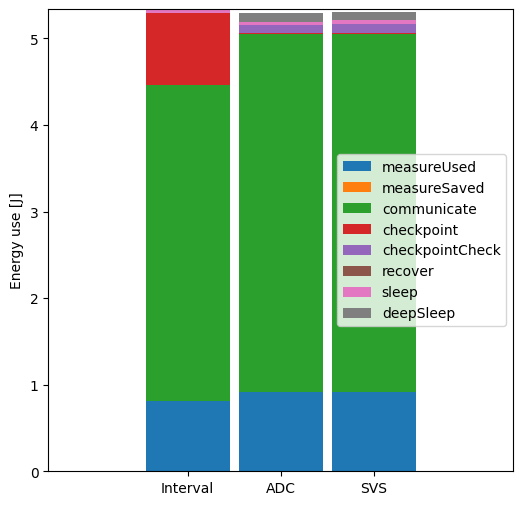 5
4
3
2
1
0
Energy use [J]
measureUsed
measureSaved
communicate
checkpoint
checkpointCheck
recover
sleep
deepSleep
Interval ADC SVS